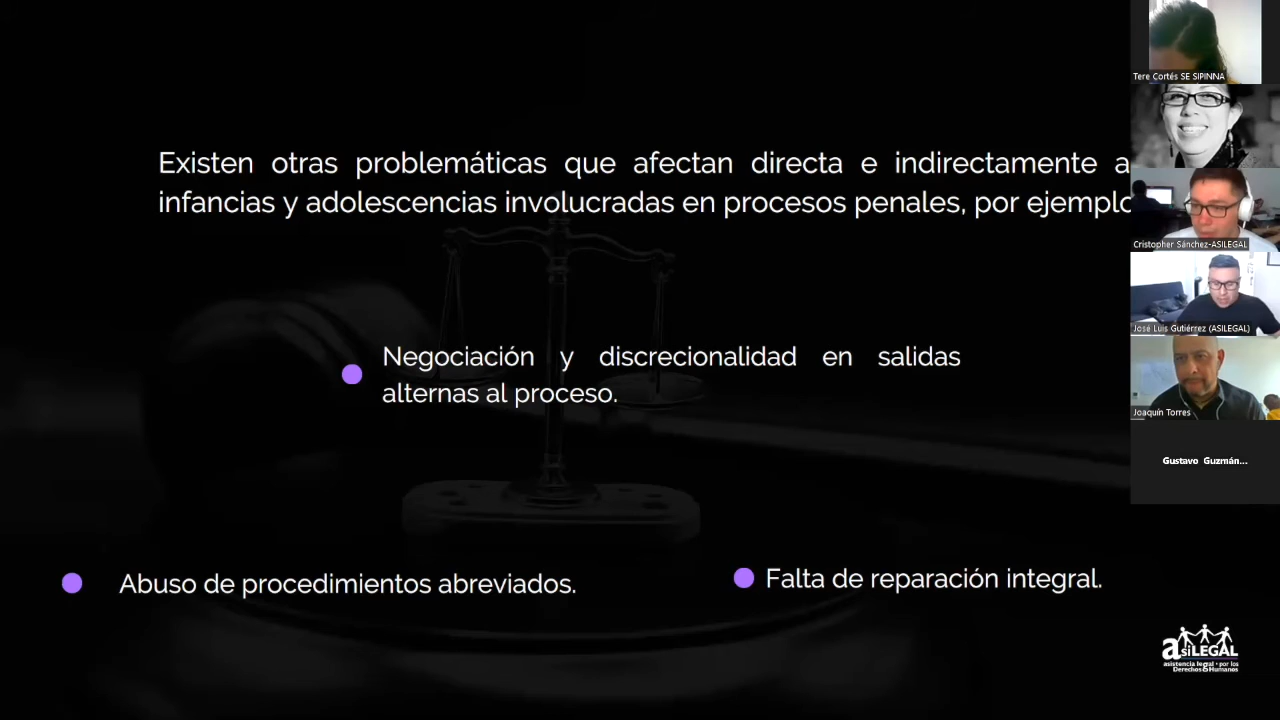 Existen otras problemáticas que afectan directa e indirectamente a
infancias y adolescencias involucradas en procesos penales, por ejemplo
Negociación y discrecionalidad en salidas
alternas al proceso.
Abuso de procedimientos abreviados.
Falta de reparación integral.
Tere Cortés SE SIPINNA
Cristopher Sánchez-ASILEGAL
José Luis Gutiérrez (ASILEGAL)
Joaquín Torres
Gustavo Guzmán...
asiLEGAL
asistencia legal • por los
Derechos Humanos